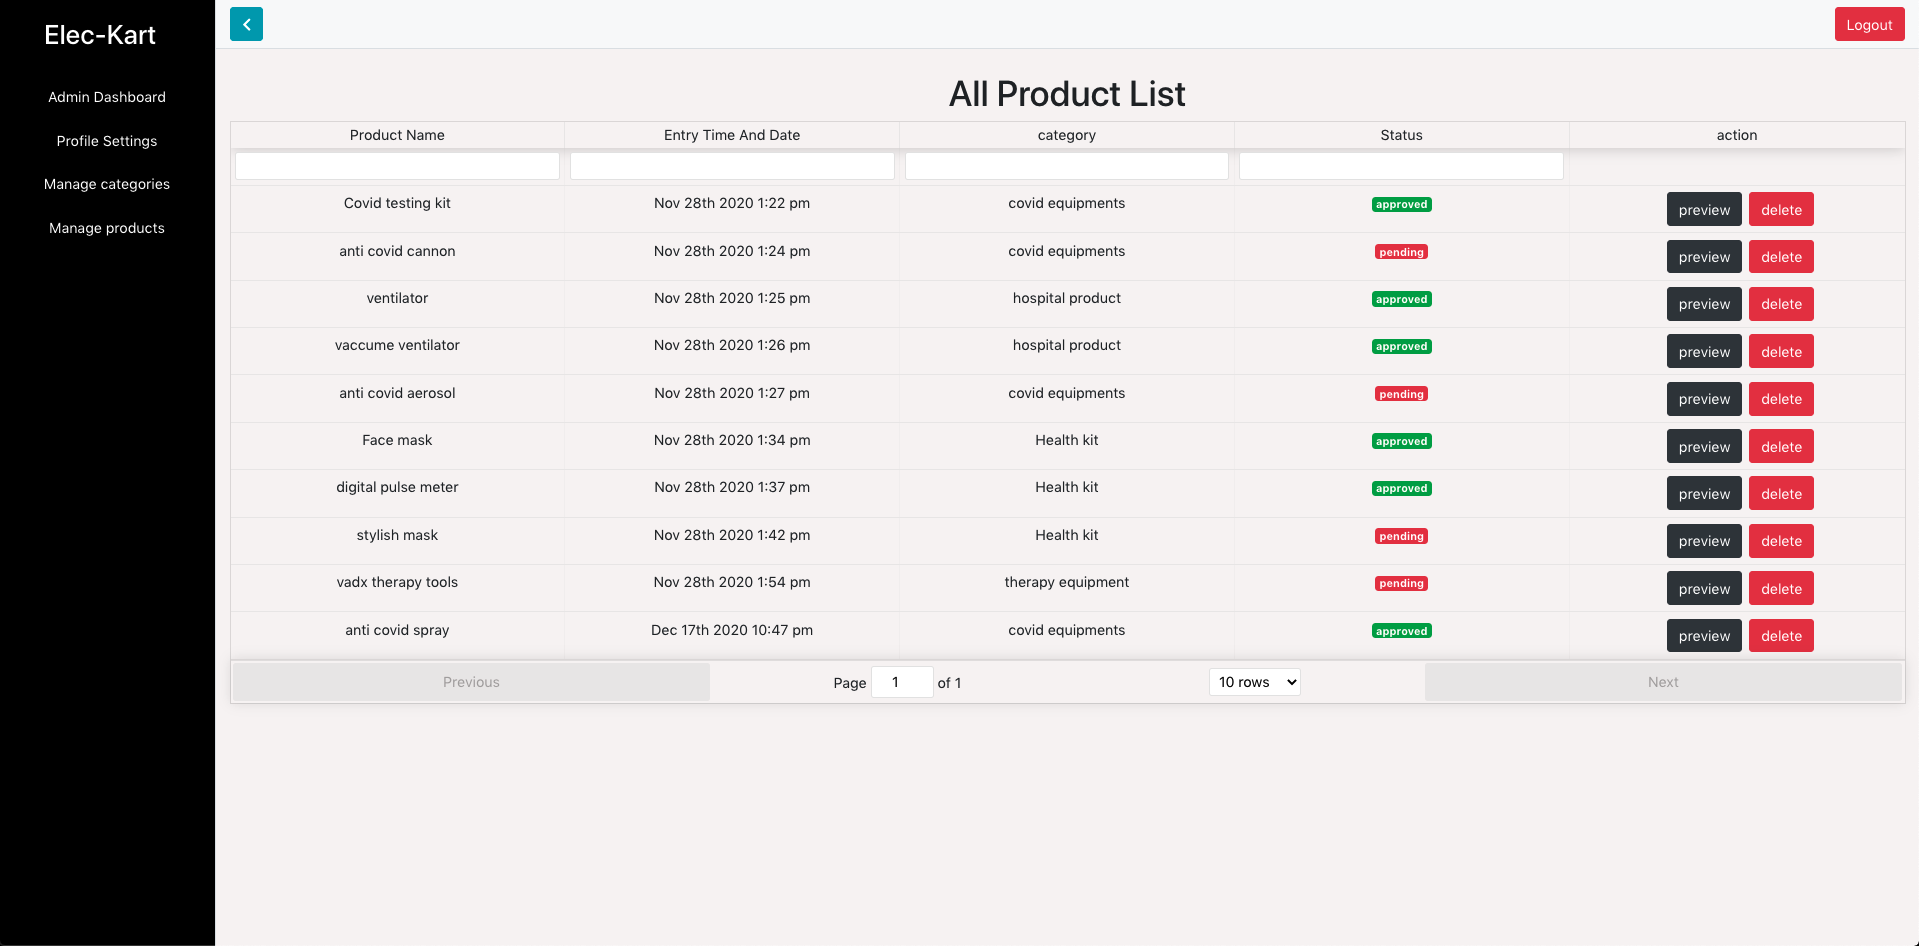 Elec-Kart
Admin Dashboard
Profile Settings
Manage categories
Manage products
Logout
All Product List
Product Name Entry Time And Date category Status action
Covid testing kit Nov 28th 2020 1:22 pm covid equipments approved preview delete
anti covid cannon Nov 28th 2020 1:24 pm covid equipments pending preview delete
ventilator Nov 28th 2020 1:25 pm hospital product approved preview delete
vaccume ventilator Nov 28th 2020 1:26 pm hospital product approved preview delete
anti covid aerosol Nov 28th 2020 1:27 pm covid equipments pending preview delete
Face mask Nov 28th 2020 1:34 pm Health kit approved preview delete
digital pulse meter Nov 28th 2020 1:37 pm Health kit approved preview delete
stylish mask Nov 28th 2020 1:42 pm Health kit pending preview delete
vadx therapy tools Nov 28th 2020 1:54 pm therapy equipment pending preview delete
anti covid spray Dec 17th 2020 10:47 pm covid equipments approved preview delete
Previous Page 1 of 1 10 rows Next